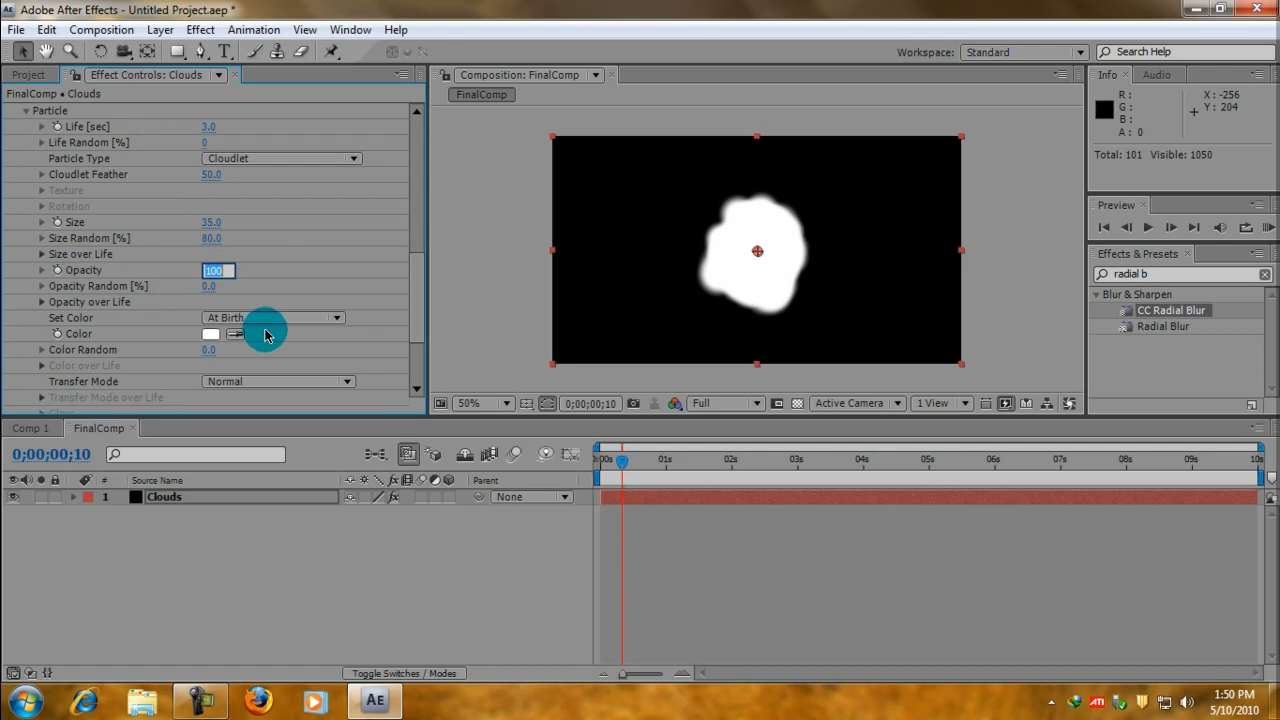 Adobe After Effects - Untitled Project.aep *
File Edit Composition Layer Effect Animation View Window Help
Workspace: Standard Search Help
Project Effect Controls: Clouds Composition: FinalComp Info Audio
FinalComp • Clouds FinalComp
R: X: -256
G: Y: 204
B:
A: 0
Total: 101 Visible: 1050
Particle
Life [sec] 3.0
Life Random [%] 0
Particle Type Cloudlet
Cloudlet Feather 50.0
Texture
Rotation
Size 35.0
Size Random [%] 80.0
Size over Life
Opacity 100
Opacity Random [%] 0.0
Opacity over Life
Set Color At Birth
Color
Color Random 0.0
Color over Life
Transfer Mode Normal
Transfer Mode over Life
Preview
Effects & Presets
radial b
Blur & Sharpen
CC Radial Blur
Radial Blur
50% 0;00;00;10 Full Active Camera 1 View
Comp 1 FinalComp
0;00;00;10
:00s 01s 02s 03s 04s 05s 06s 07s 08s 09s 10s
# Source Name Parent
1 Clouds None
Toggle Switches / Modes
AE ATI 1:50 PM
5/10/2010